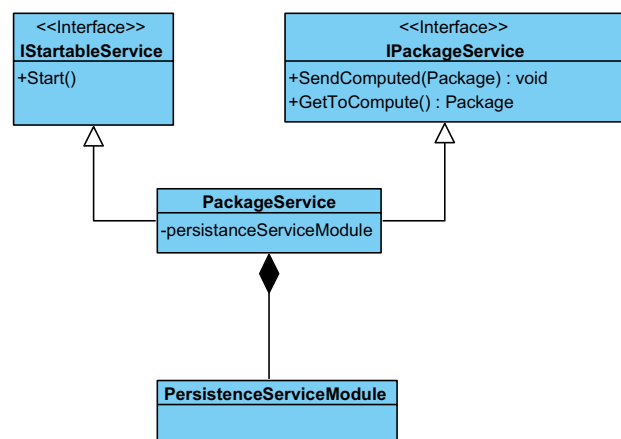 <<Interface>>
IStartableService
+Start()
<<Interface>>
IPackageService
+SendComputed(Package) : void
+GetToCompute() : Package
PackageService
-persistanceServiceModule
PersistenceServiceModule